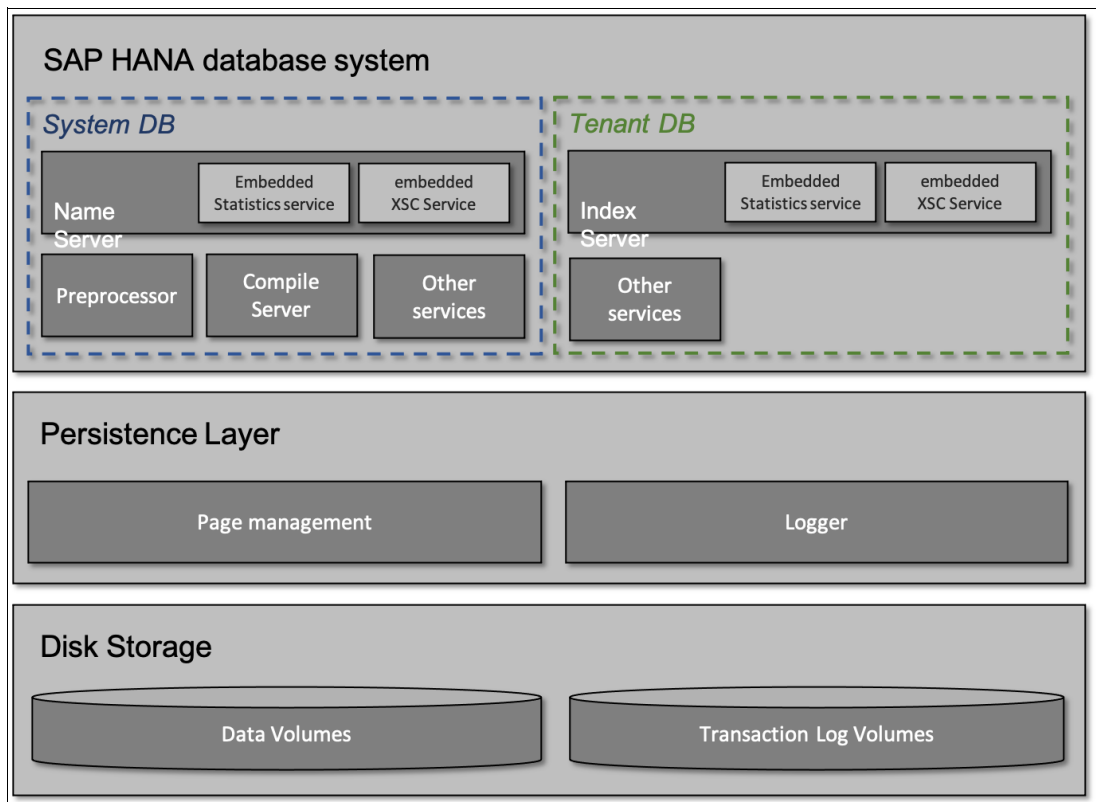 SAP HANA database system
System DB
Embedded
Statistics service
embedded
XSC Service
Name
Server
Preprocessor
Compile
Server
Other
services
Tenant DB
Embedded
Statistics service
embedded
XSC Service
Index
Server
Other
services
Persistence Layer
Page management
Logger
Disk Storage
Data Volumes
Transaction Log Volumes